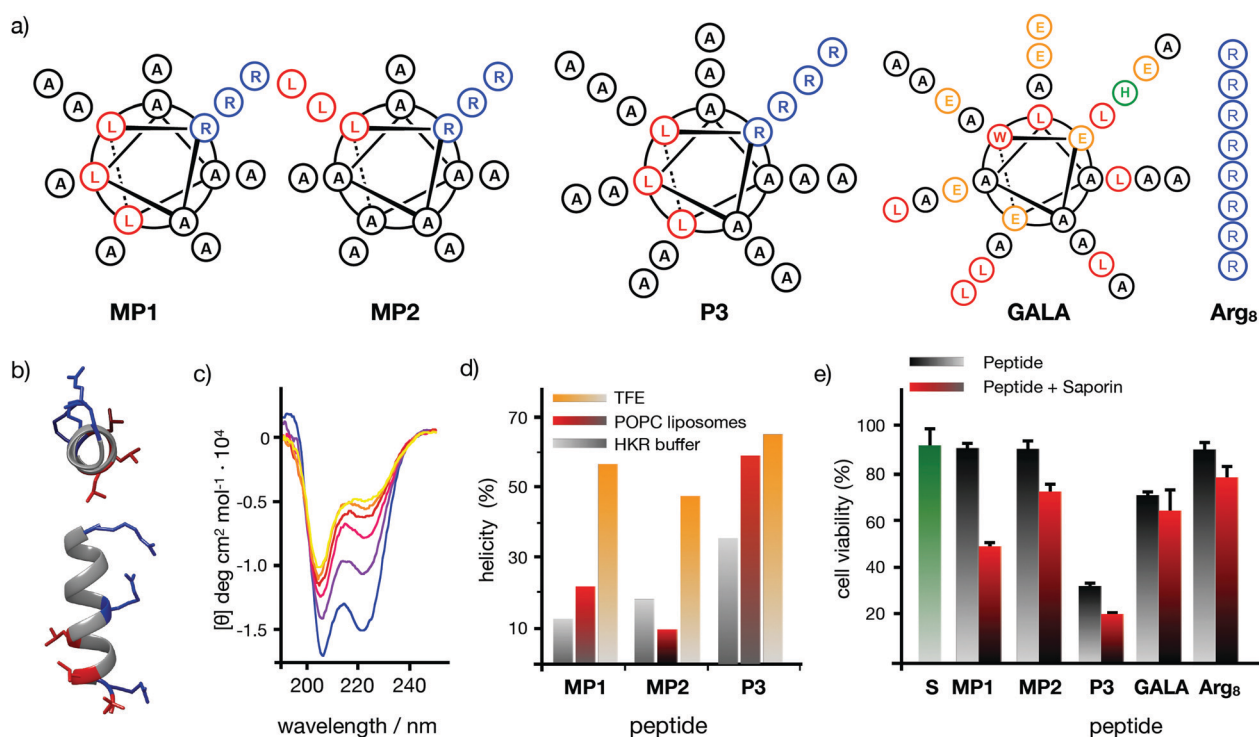 a)
A
R
A
A
R
A
L
R
L
A
A
A
L
A
A
A
MP1
A
R
L
L
A
R
L
R
A
A
A
A
A
A
A
A
MP2
A
A
A
R
R
R
R
A
A
L
L
A
A
A
A
A
L
A
A
A
A
A
P3
E
E
A
L
A
E
H
L
E
A
A
E
A
W
A
L
A
A
L
A
E
A
E
A
L
L
A
A
L
A
GALA
R
R
R
R
R
R
R
R
Arg₈
b)
c)
[θ] deg cm² mol⁻¹ · 10⁴
0
-0.5
-1.0
-1.5
200
220
240
wavelength / nm
d)
TFE
POPC liposomes
HKR buffer
helicity (%)
70
50
30
10
MP1
MP2
P3
peptide
e)
Peptide
Peptide + Saporin
cell viability (%)
100
80
60
40
20
S
MP1
MP2
P3
GALA
Arg₈
peptide